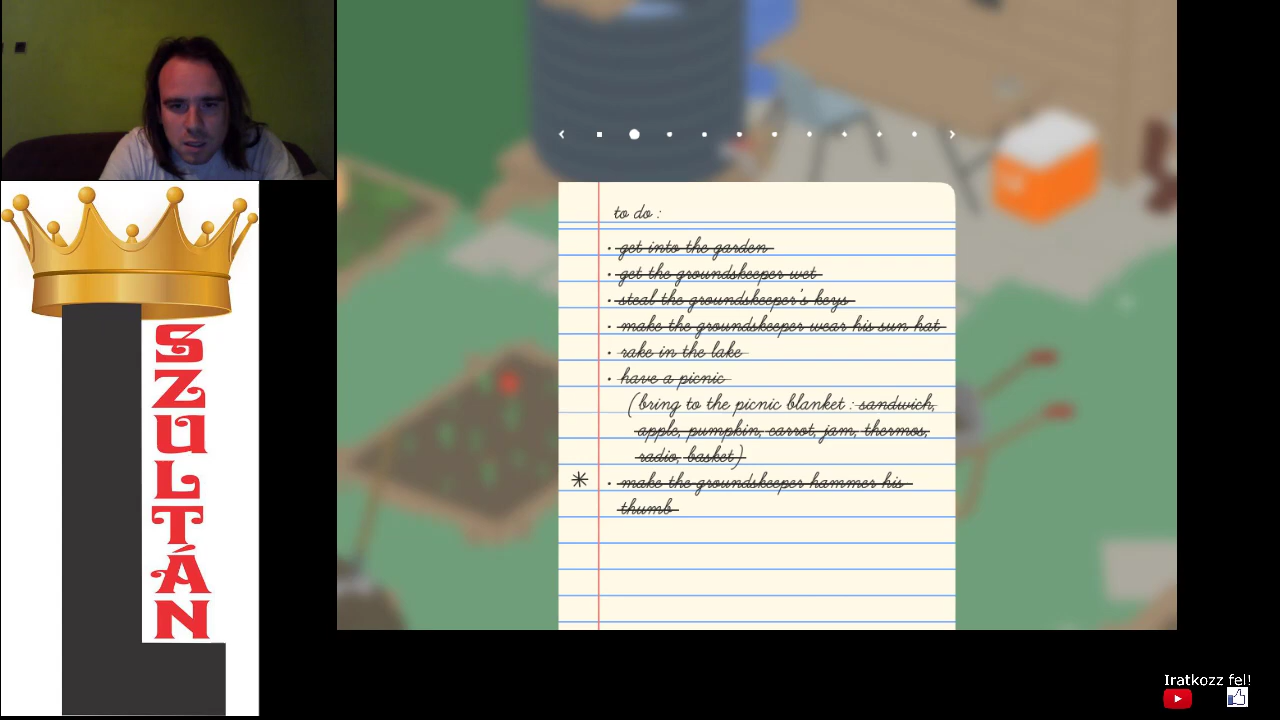 to do :
• get into the garden
• get the groundskeeper wet
• steal the groundskeeper's keys
• make the groundskeeper wear his sun hat
• rake in the lake
• have a picnic
(bring to the picnic blanket : sandwich,
apple, pumpkin, carrot, jam, thermos,
radio, basket)
• make the groundskeeper hammer his
thumb
L
SZULTÁN
Iratkozz fel!